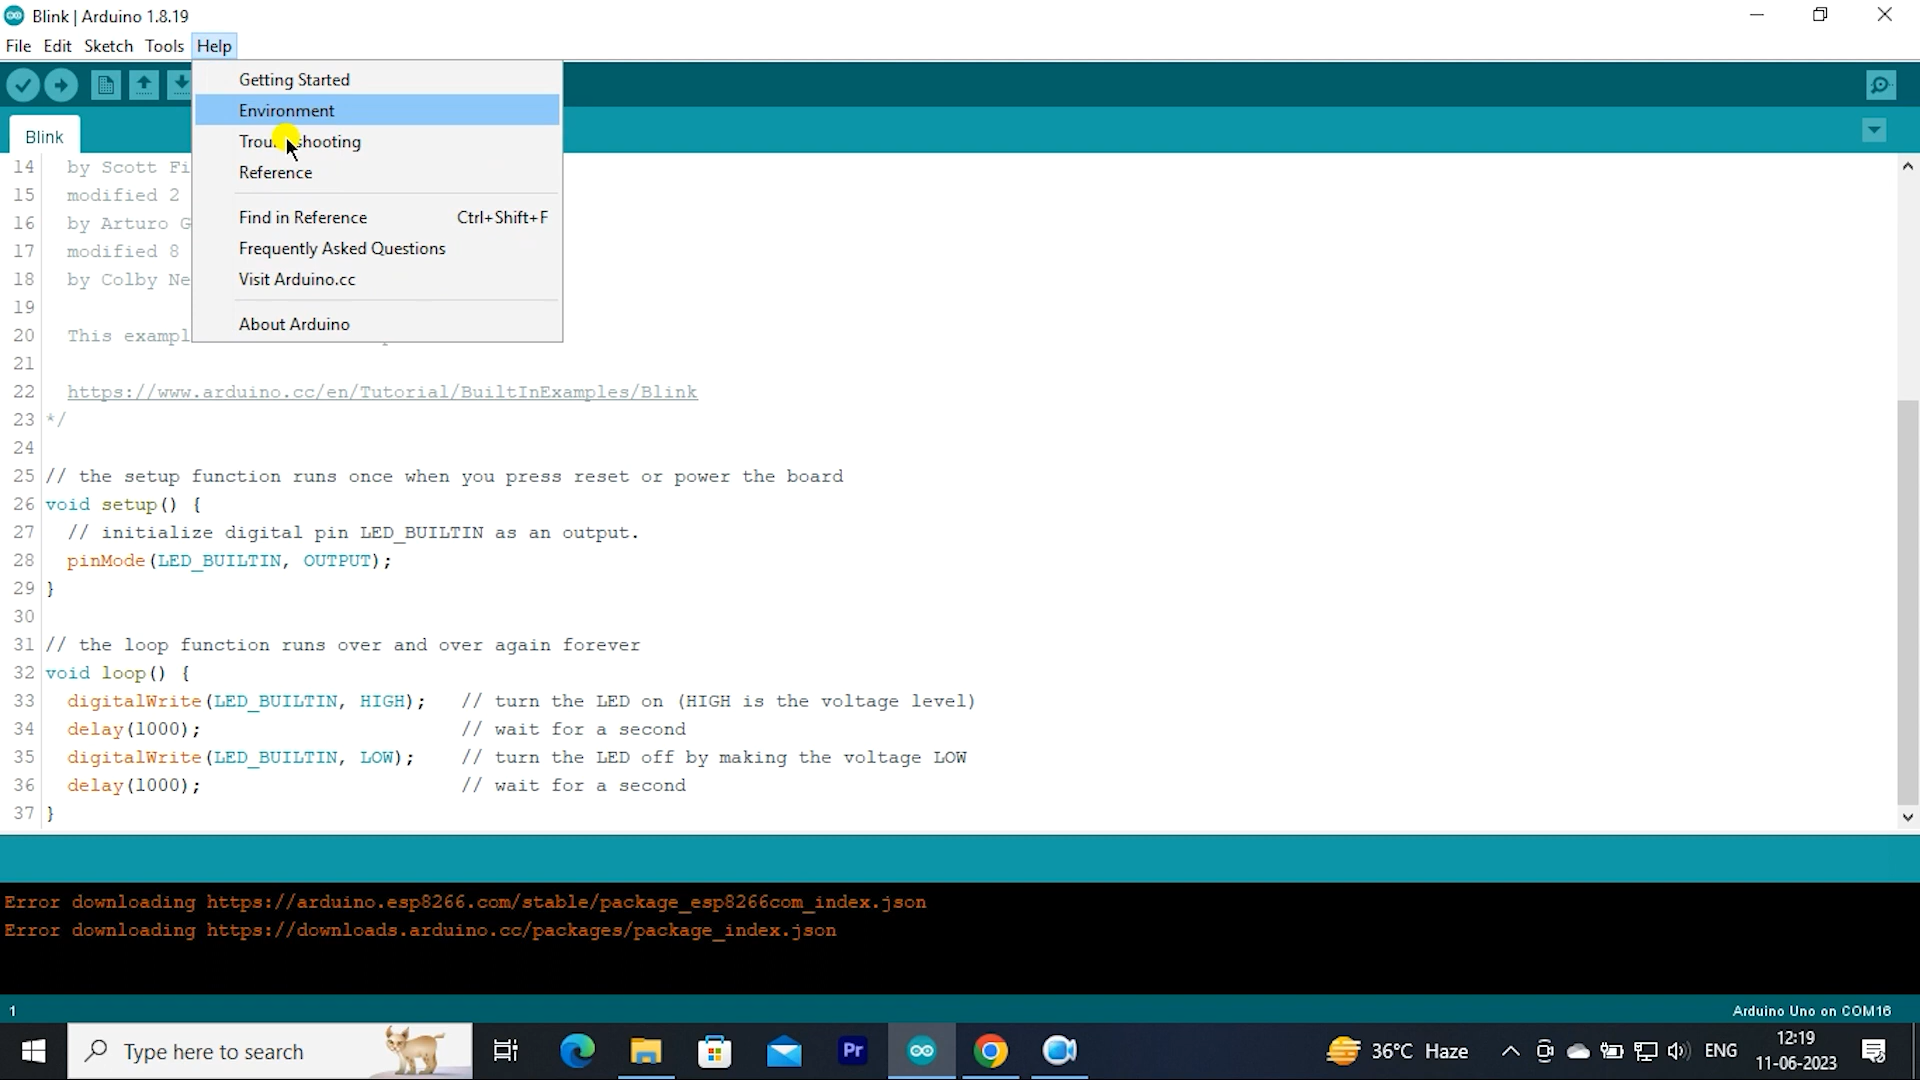 Blink | Arduino 1.8.19
File Edit Sketch Tools Help
Getting Started
Environment
Troubleshooting
Reference
Find in Reference Ctrl+Shift+F
Frequently Asked Questions
Visit Arduino.cc
About Arduino
Blink
14 by Scott Fi
15 modified 2
16 by Arturo G
17 modified 8
18 by Colby Ne
19
20 This exampl
21
22 https://www.arduino.cc/en/Tutorial/BuiltInExamples/Blink
23 */
24
25 // the setup function runs once when you press reset or power the board
26 void setup() {
27 // initialize digital pin LED_BUILTIN as an output.
28 pinMode(LED_BUILTIN, OUTPUT);
29 }
30
31 // the loop function runs over and over again forever
32 void loop() {
33 digitalWrite(LED_BUILTIN, HIGH); // turn the LED on (HIGH is the voltage level)
34 delay(1000); // wait for a second
35 digitalWrite(LED_BUILTIN, LOW); // turn the LED off by making the voltage LOW
36 delay(1000); // wait for a second
37 }
Error downloading https://arduino.esp8266.com/stable/package_esp8266com_index.json
Error downloading https://downloads.arduino.cc/packages/package_index.json
1 Arduino Uno on COM16
Type here to search Pr 36°C Haze ENG 12:19
11-06-2023